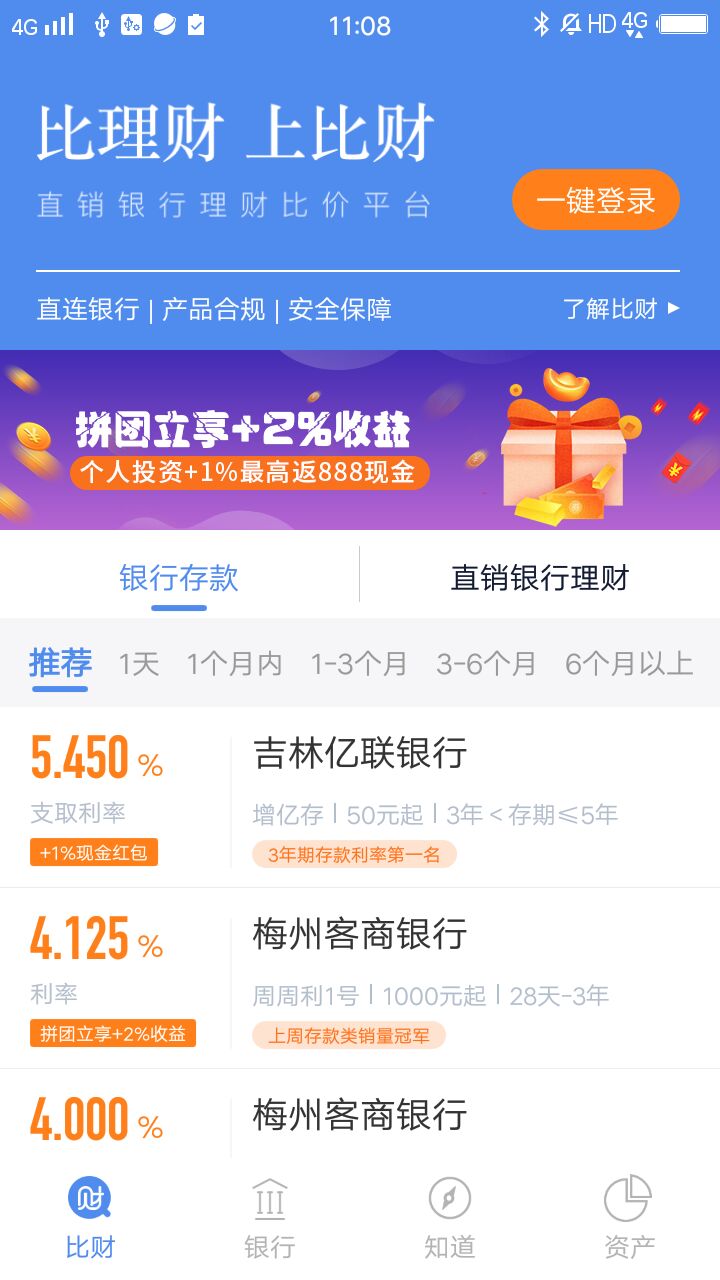 4G 11:08 HD 4G
比理财 上比财
直销银行理财比价平台
一键登录
直连银行 | 产品合规 | 安全保障 了解比财
拼团立享+2%收益
个人投资+1%最高返888现金
银行存款 直销银行理财
推荐 1天 1个月内 1-3个月 3-6个月 6个月以上
5.450 % 吉林亿联银行
支取利率 增亿存 | 50元起 | 3年 < 存期≤5年
+1%现金红包 3年期存款利率第一名
4.125 % 梅州客商银行
利率 周周利1号 | 1000元起 | 28天-3年
拼团立享+2%收益 上周存款类销量冠军
4.000 % 梅州客商银行
比财 银行 知道 资产